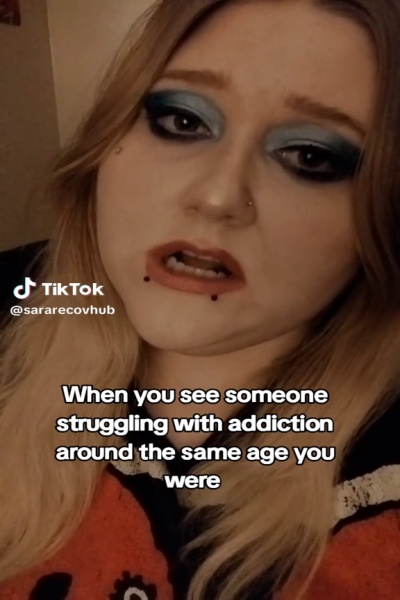 TikTok
@sararecovhub
When you see someone
struggling with addiction
around the same age you
were